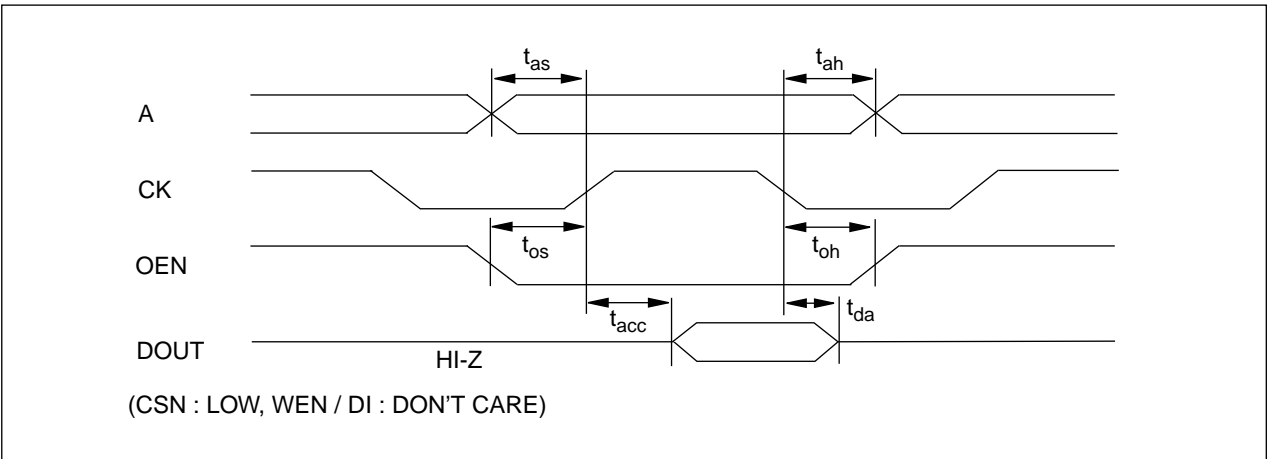 tas
tah
A
CK
tos
toh
OEN
tacc
tda
DOUT
HI-Z
(CSN : LOW, WEN / DI : DON'T CARE)